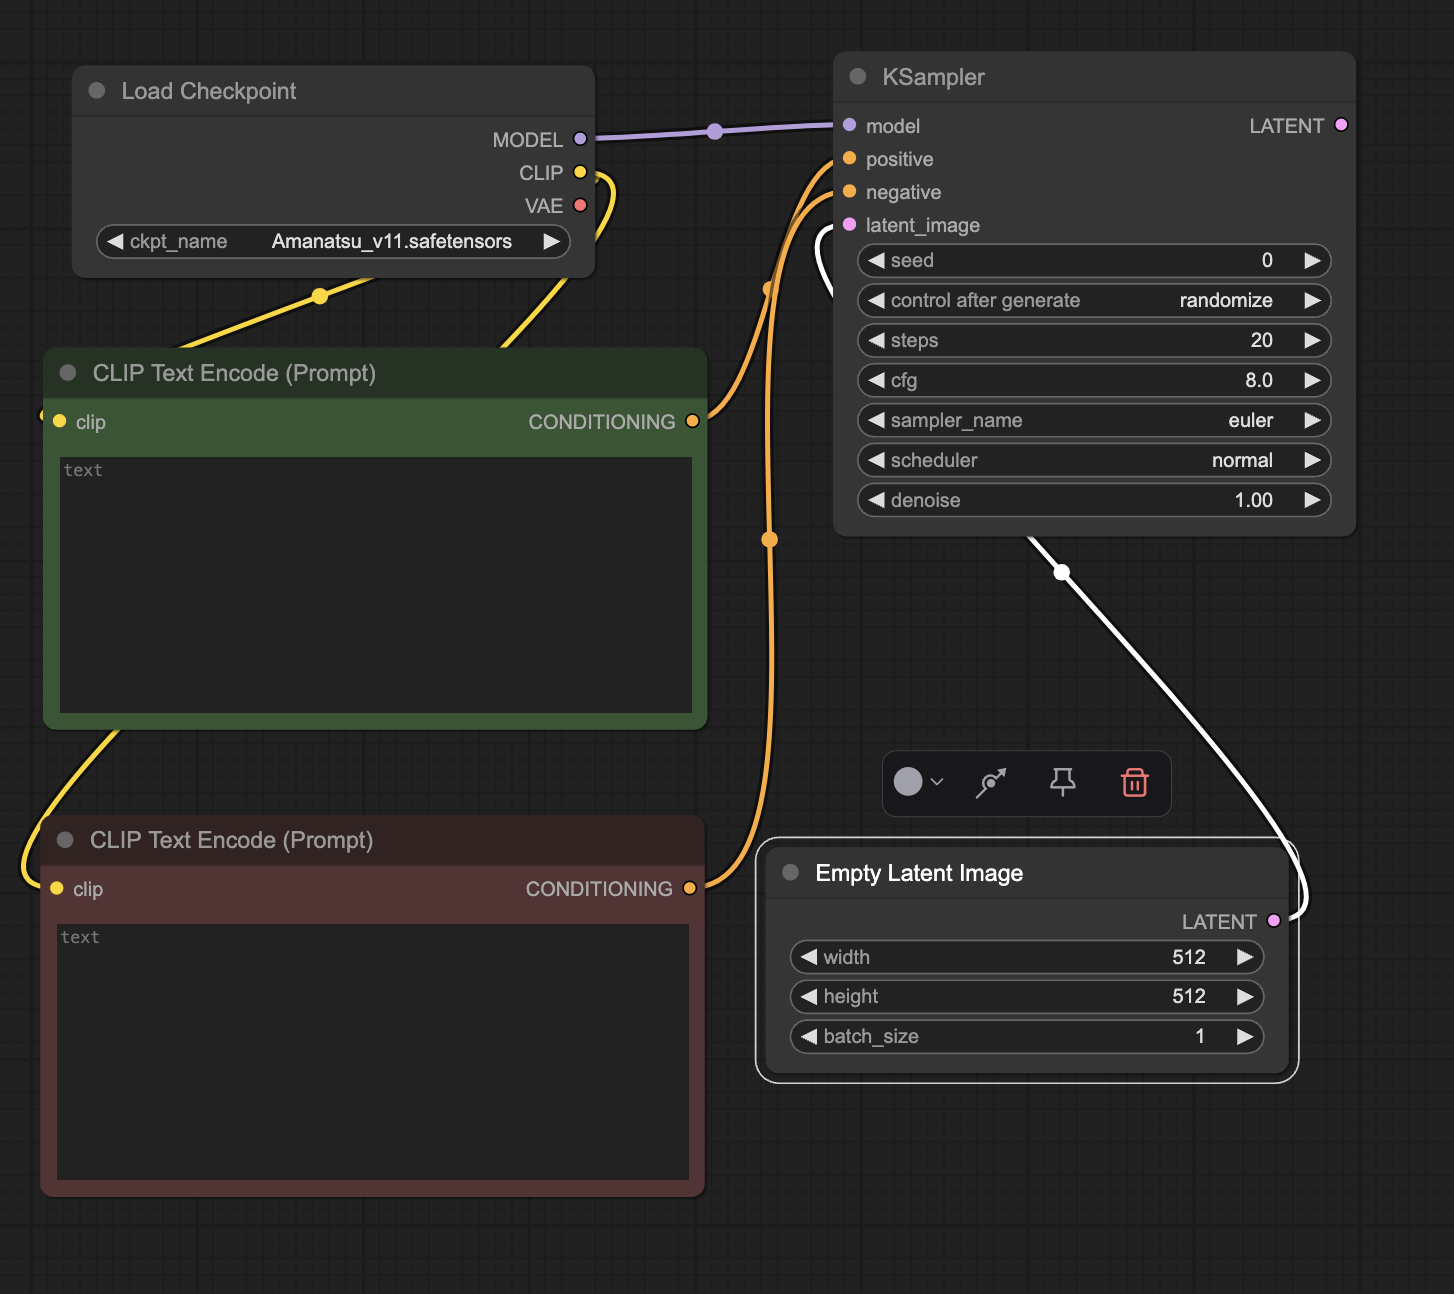 Load Checkpoint
MODEL
CLIP
VAE
ckpt_name Amanatsu_v11.safetensors
CLIP Text Encode (Prompt)
clip CONDITIONING
text
CLIP Text Encode (Prompt)
clip CONDITIONING
text
KSampler
model LATENT
positive
negative
latent_image
seed 0
control after generate randomize
steps 20
cfg 8.0
sampler_name euler
scheduler normal
denoise 1.00
Empty Latent Image
LATENT
width 512
height 512
batch_size 1